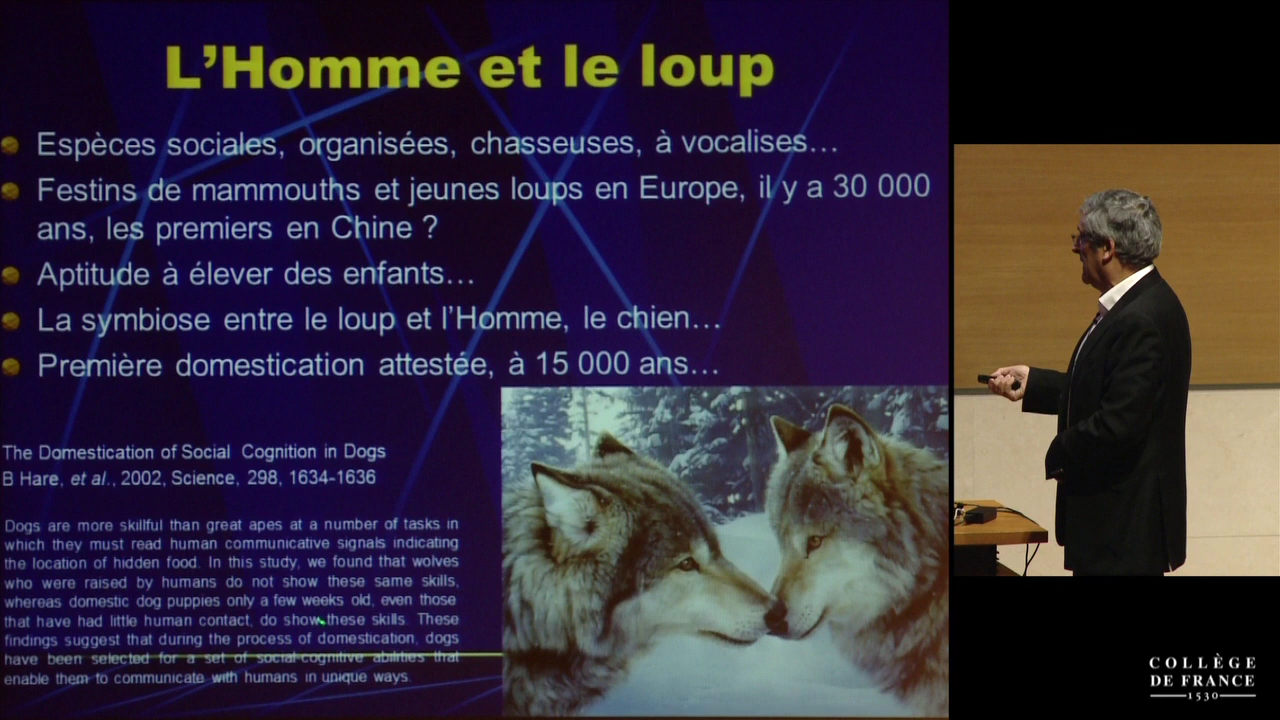 L'Homme et le loup
Espèces sociales, organisées, chasseuses, à vocalises…
Festins de mammouths et jeunes loups en Europe, il y a 30 000
ans, les premiers en Chine ?
Aptitude à élever des enfants…
La symbiose entre le loup et l'Homme, le chien…
Première domestication attestée, à 15 000 ans…
The Domestication of Social Cognition in Dogs
B Hare, et al., 2002, Science, 298, 1634-1636
Dogs are more skillful than great apes at a number of tasks in
which they must read human communicative signals indicating
the location of hidden food. In this study, we found that wolves
who were raised by humans do not show these same skills,
whereas domestic dog puppies only a few weeks old, even those
that have had little human contact, do show these skills. These
findings suggest that during the process of domestication, dogs
have been selected for a set of social-cognitive abilities that
enable them to communicate with humans in unique ways.
COLLÈGE
DE FRANCE
1530